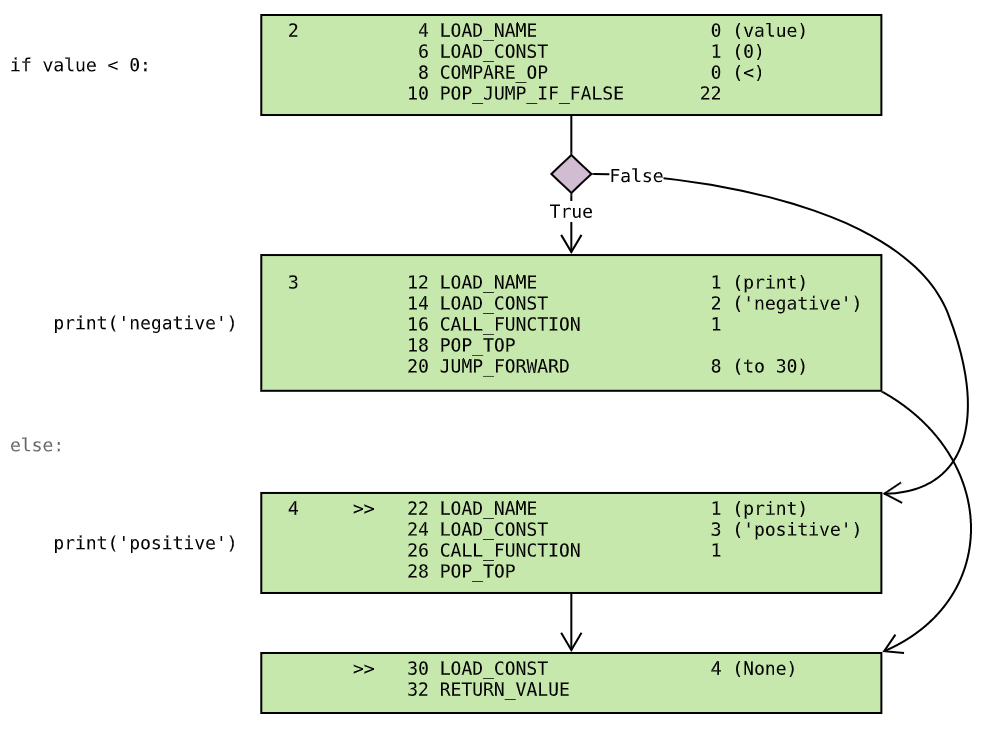 2 4 LOAD_NAME 0 (value)
if value < 0: 6 LOAD_CONST 1 (0)
8 COMPARE_OP 0 (<)
10 POP_JUMP_IF_FALSE 22
False
True
3 12 LOAD_NAME 1 (print)
14 LOAD_CONST 2 ('negative')
print('negative') 16 CALL_FUNCTION 1
18 POP_TOP
20 JUMP_FORWARD 8 (to 30)
else:
4 >> 22 LOAD_NAME 1 (print)
24 LOAD_CONST 3 ('positive')
print('positive') 26 CALL_FUNCTION 1
28 POP_TOP
>> 30 LOAD_CONST 4 (None)
32 RETURN_VALUE